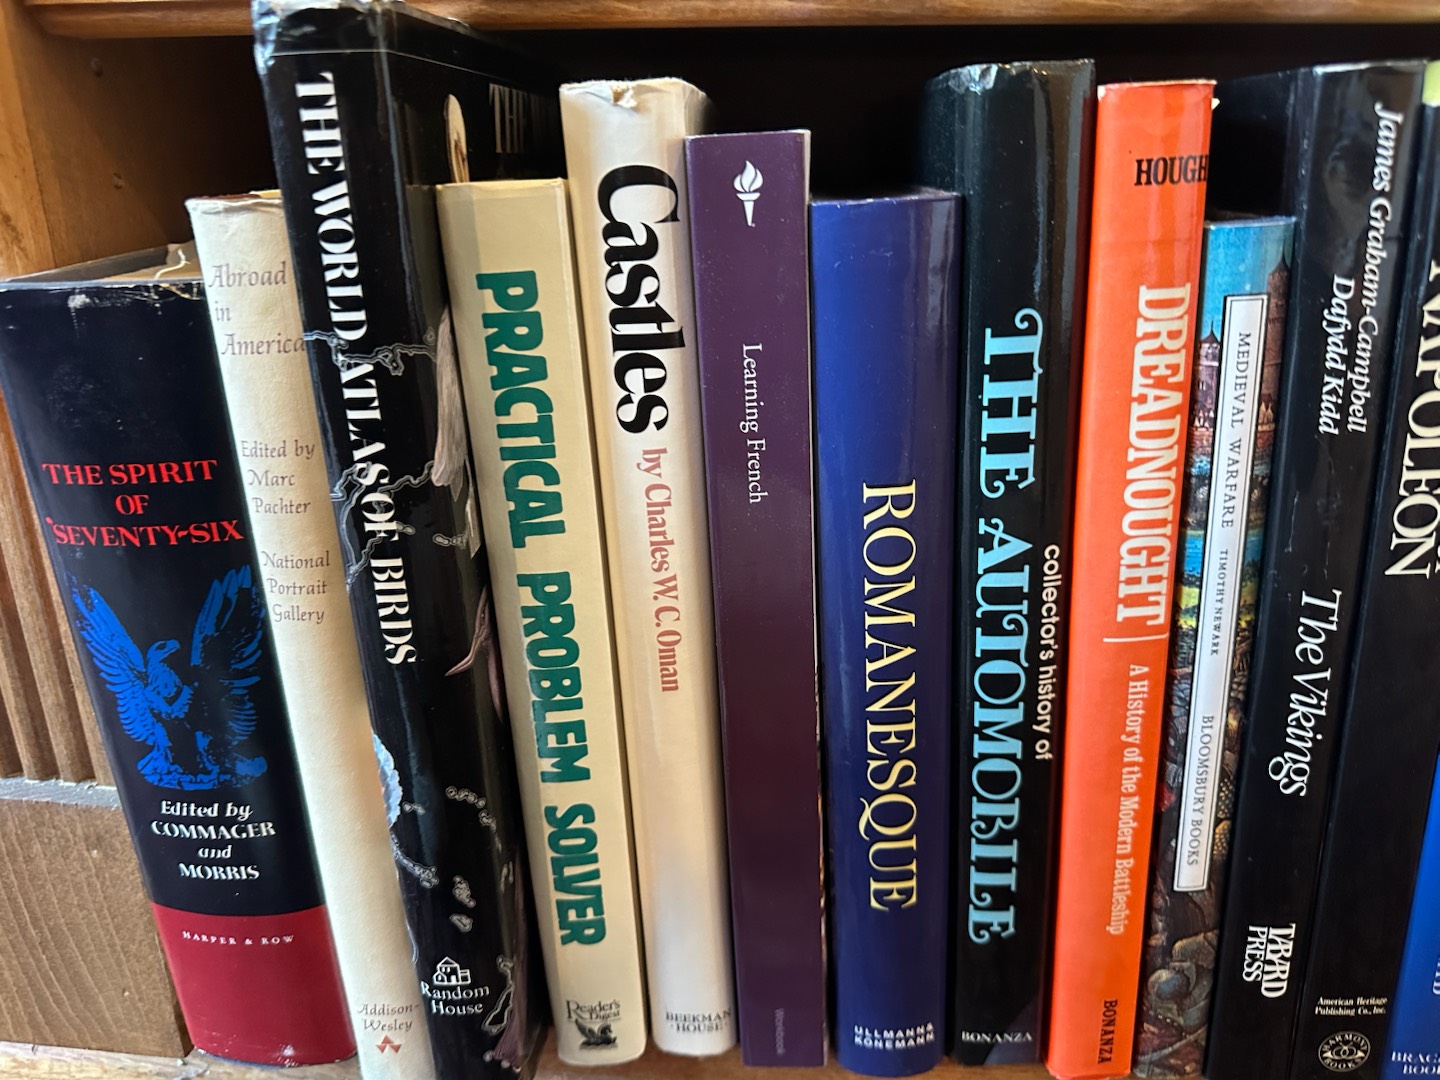 THE SPIRIT
OF
'SEVENTY-SIX
Edited by
COMMAGER
and
MORRIS
HARPER & ROW
Abroad
in
America
Edited by
Marc
Pachter
National
Portrait
Gallery
Addison-
Wesley
THE WORLD ATLAS OF BIRDS
Random
House
THE
PRACTICAL PROBLEM SOLVER
Reader's
Digest
Castles by Charles W. C. Oman
BEEKMAN
HOUSE
Learning French
Workbook
ROMANESQUE
ULLMANN &
KÖNEMANN
collector's history of
THE AUTOMOBILE
BONANZA
HOUGH
DREADNOUGHT A History of the Modern Battleship
BONANZA
MEDIEVAL WARFARE TIMOTHY NEWARK BLOOMSBURY BOOKS
James Graham-Campbell
Dafydd Kidd
The Vikings
TABARD
PRESS
NAPOLEON
American Heritage
Publishing Co., Inc.
HARMONY
BOOKS